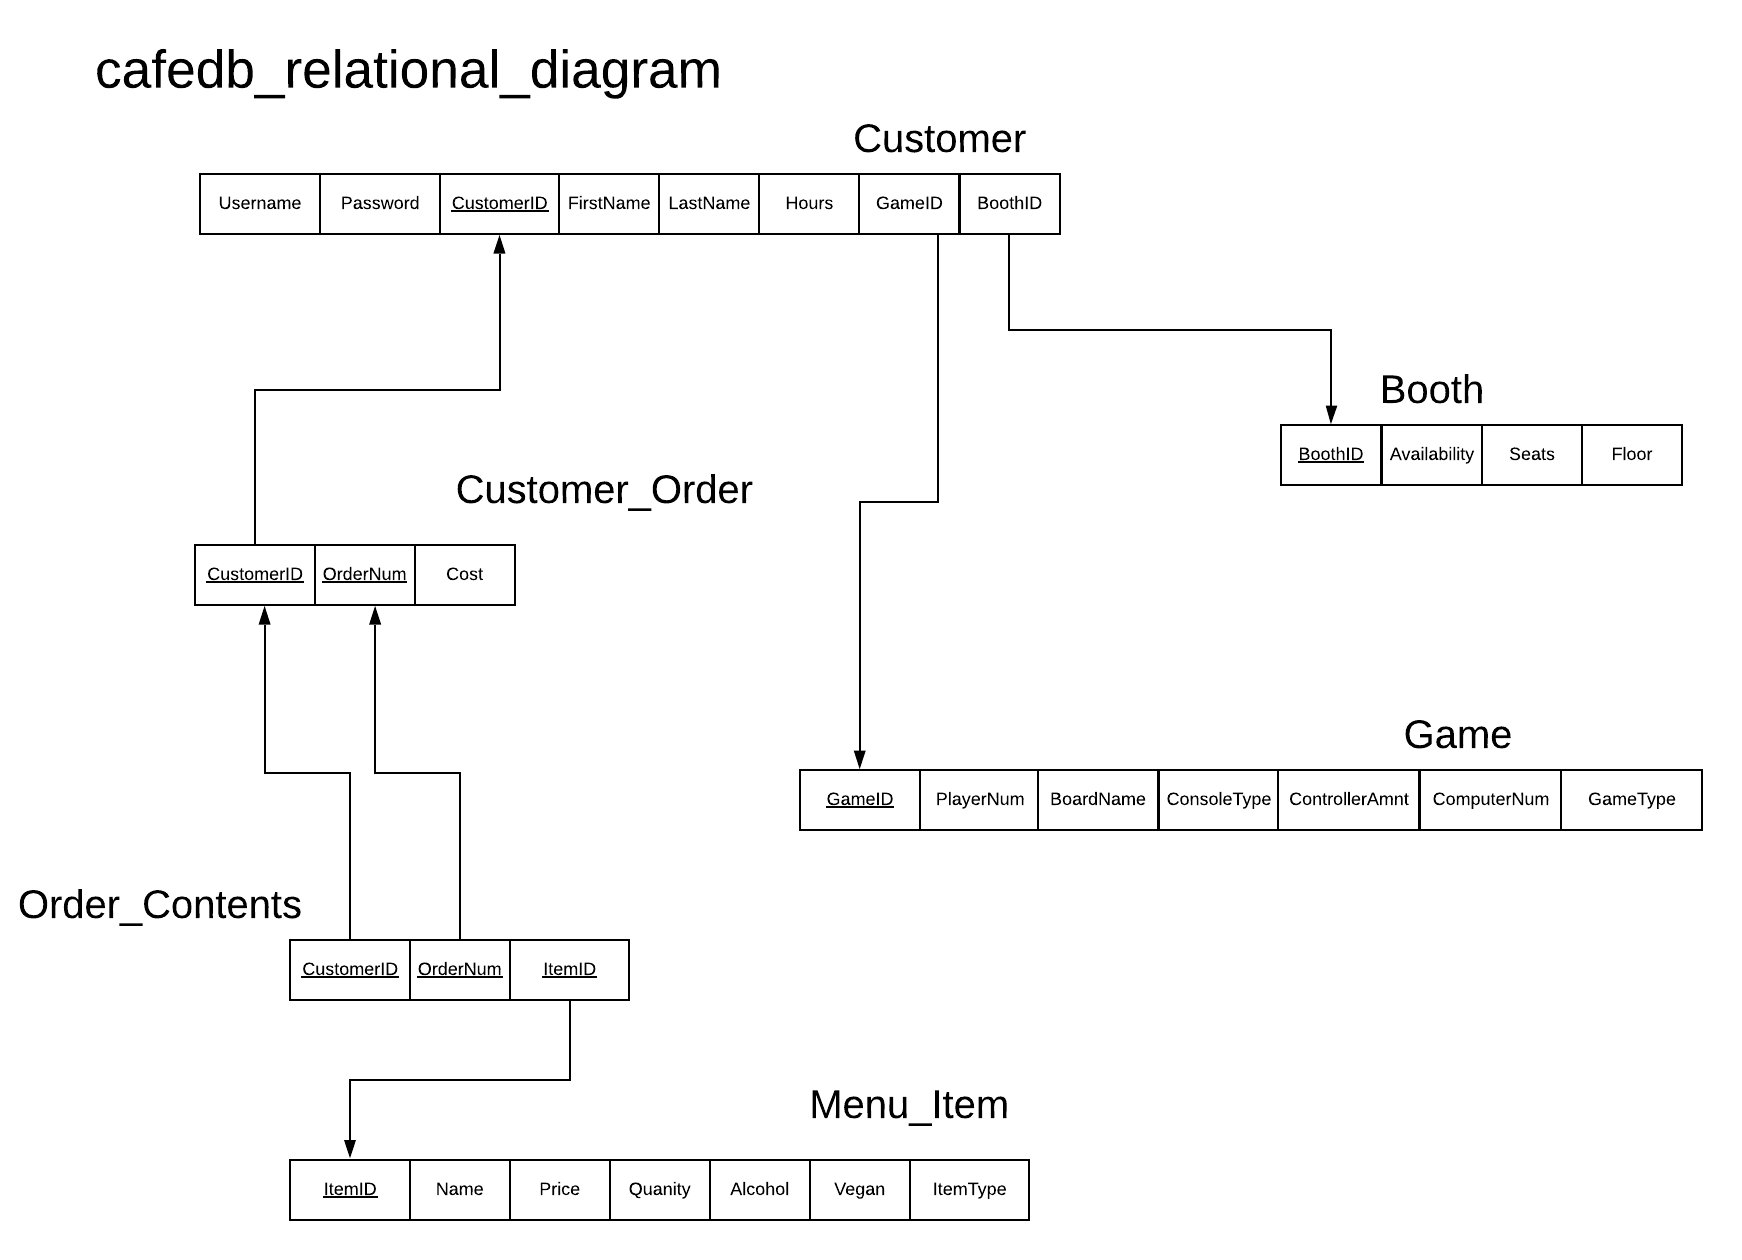 cafedb_relational_diagram
Customer
Username Password CustomerID FirstName LastName Hours GameID BoothID
Booth
BoothID Availability Seats Floor
Customer_Order
CustomerID OrderNum Cost
Game
GameID PlayerNum BoardName ConsoleType ControllerAmnt ComputerNum GameType
Order_Contents
CustomerID OrderNum ItemID
Menu_Item
ItemID Name Price Quanity Alcohol Vegan ItemType